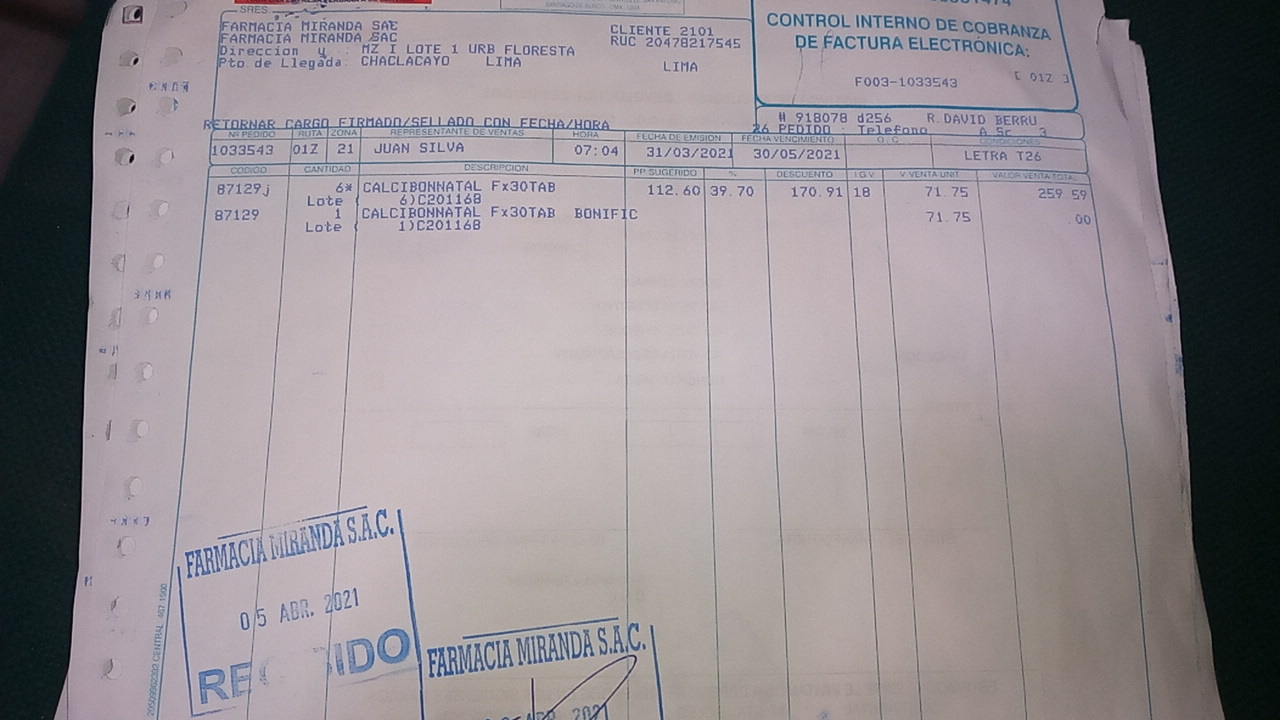 SRES.
FARMACIA MIRANDA SAC
FARMACIA MIRANDA SAC
CLIENTE 2101
RUC 20478217545
Direccion y ... MZ I LOTE 1 URB FLORESTA
Pto.de Llegada: CHACLACAYO LIMA LIMA
CONTROL INTERNO DE COBRANZA
DE FACTURA ELECTRÓNICA:
F003-1033543 [ 01Z ]
RETORNAR CARGO FIRMADO/SELLADO CON FECHA/HORA
# 918078 d256 R.DAVID BERRU
26 PEDIDO : Telefono A Sr 3
Nº PEDIDO RUTA ZONA REPRESENTANTE DE VENTAS HORA FECHA DE EMISION FECHA VENCIMIENTO O.C. CONDICIONES
1033543 01Z 21 JUAN SILVA 07:04 31/03/2021 30/05/2021 LETRA T26
CODIGO CANTIDAD DESCRIPCION PP.SUGERIDO % DESCUENTO I.G.V V.VENTA UNIT. VALOR VENTA TOTAL
87129.j 6* CALCIBONNATAL Fx30TAB 112.60 39.70 170.91 18 71.75 259.59
Lote ( 6)C201168
87129 1 CALCIBONNATAL Fx30TAB BONIFIC 71.75 .00
Lote ( 1)C201168
FARMACIA MIRANDA S.A.C.
05 ABR. 2021
FARMACIA MIRANDA S.A.C.
2021